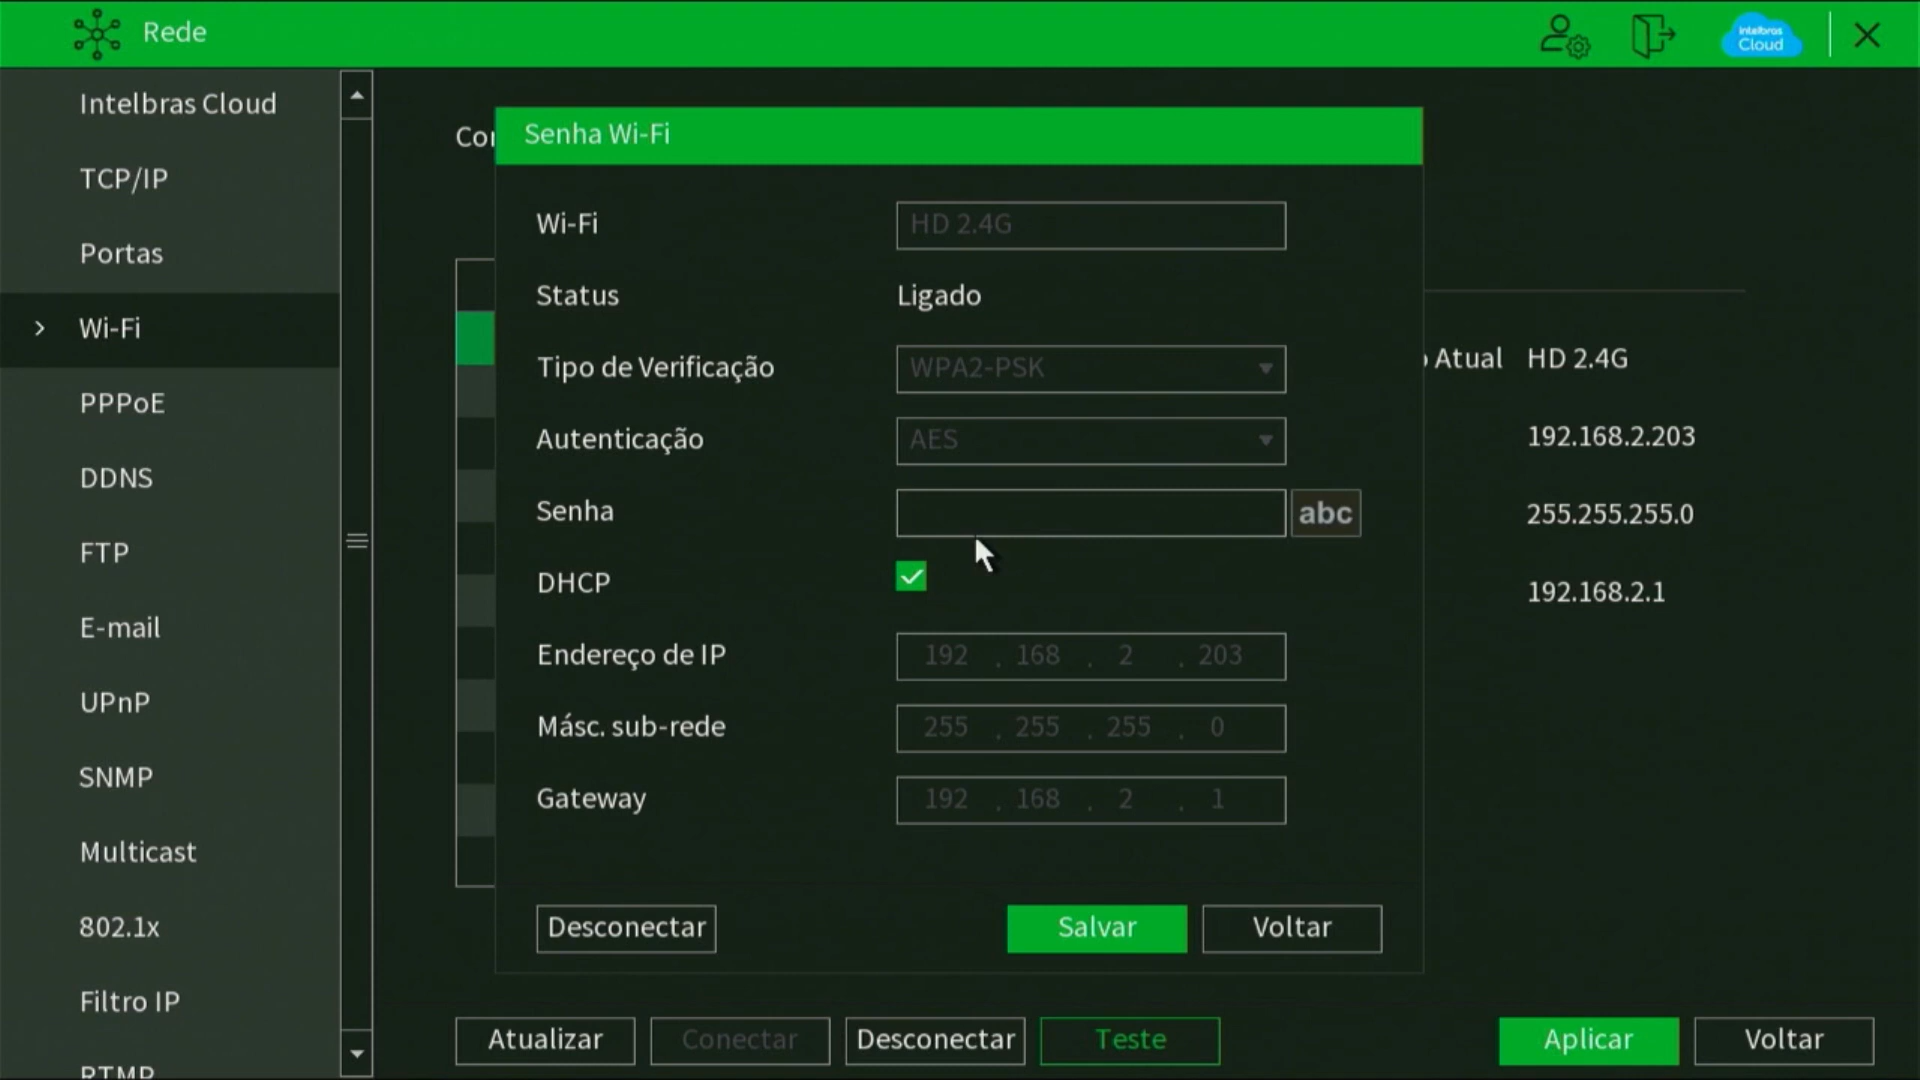 Rede
intelbras
Cloud
Intelbras Cloud
TCP/IP
Portas
Wi-Fi
PPPoE
DDNS
FTP
E-mail
UPnP
SNMP
Multicast
802.1x
Filtro IP
RTMP
Senha Wi-Fi
Wi-Fi HD 2.4G
Status Ligado
Tipo de Verificação WPA2-PSK
Autenticação AES
Senha abc
DHCP
Endereço de IP 192 . 168 . 2 . 203
Másc. sub-rede 255 . 255 . 255 . 0
Gateway 192 . 168 . 2 . 1
Desconectar Salvar Voltar
Atual HD 2.4G
192.168.2.203
255.255.255.0
192.168.2.1
Atualizar Conectar Desconectar Teste Aplicar Voltar